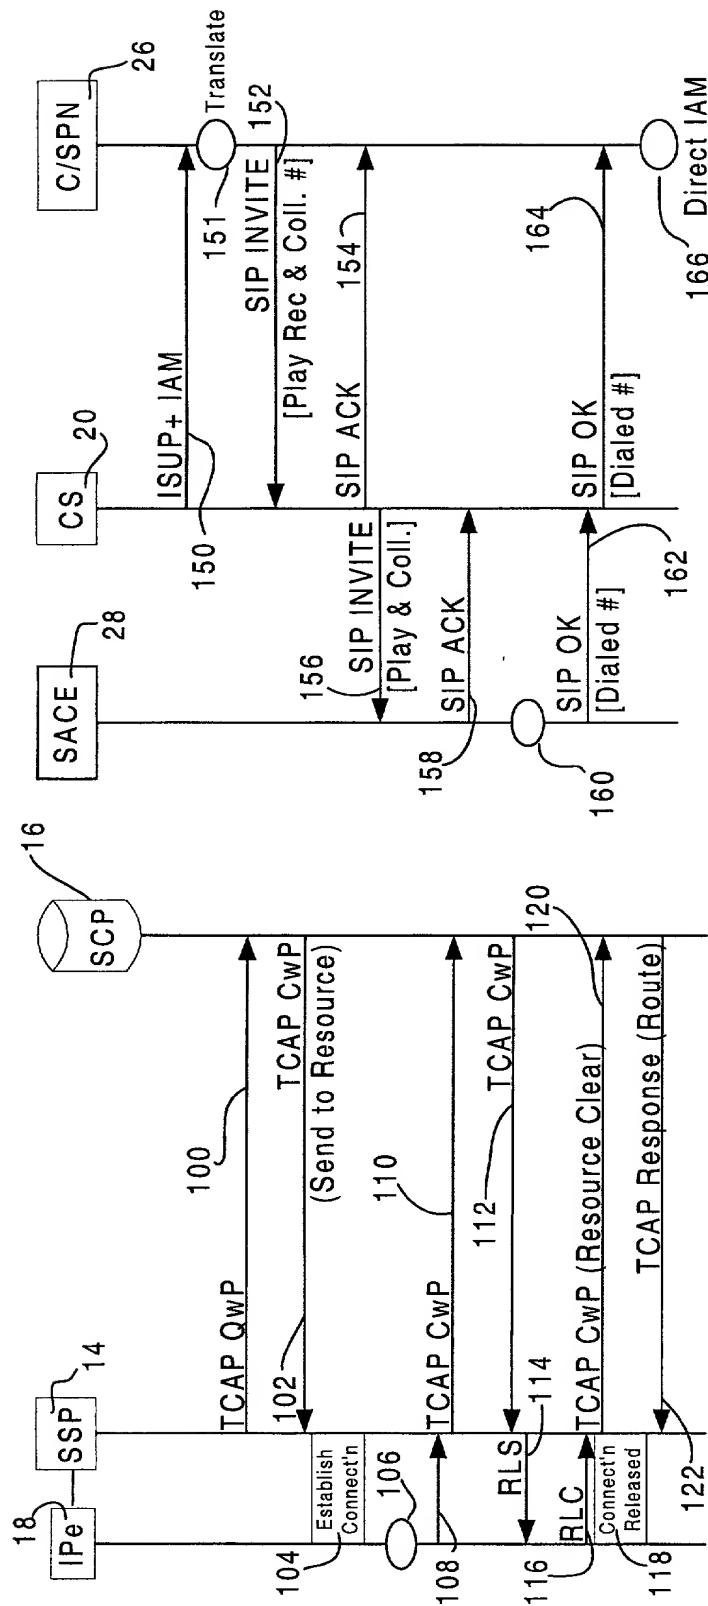 18
IPe
SSP
14
SCP
16
TCAP QwP
100
102
TCAP CwP
(Send to Resource)
Establish
Connect'n
104
106
108
TCAP CwP
110
112
TCAP CwP
RLS
114
116
RLC
TCAP CwP (Resource Clear)
120
Connect'n
Released
118
122
TCAP Response (Route)
SACE
28
CS
20
C/SPN
26
ISUP+ IAM
150
151
Translate
152
SIP INVITE
[Play Rec & Coll. #]
SIP ACK
154
156
SIP INVITE
[Play & Coll.]
SIP ACK
158
160
SIP OK
[Dialed #]
162
SIP OK
[Dialed #]
164
166
Direct IAM